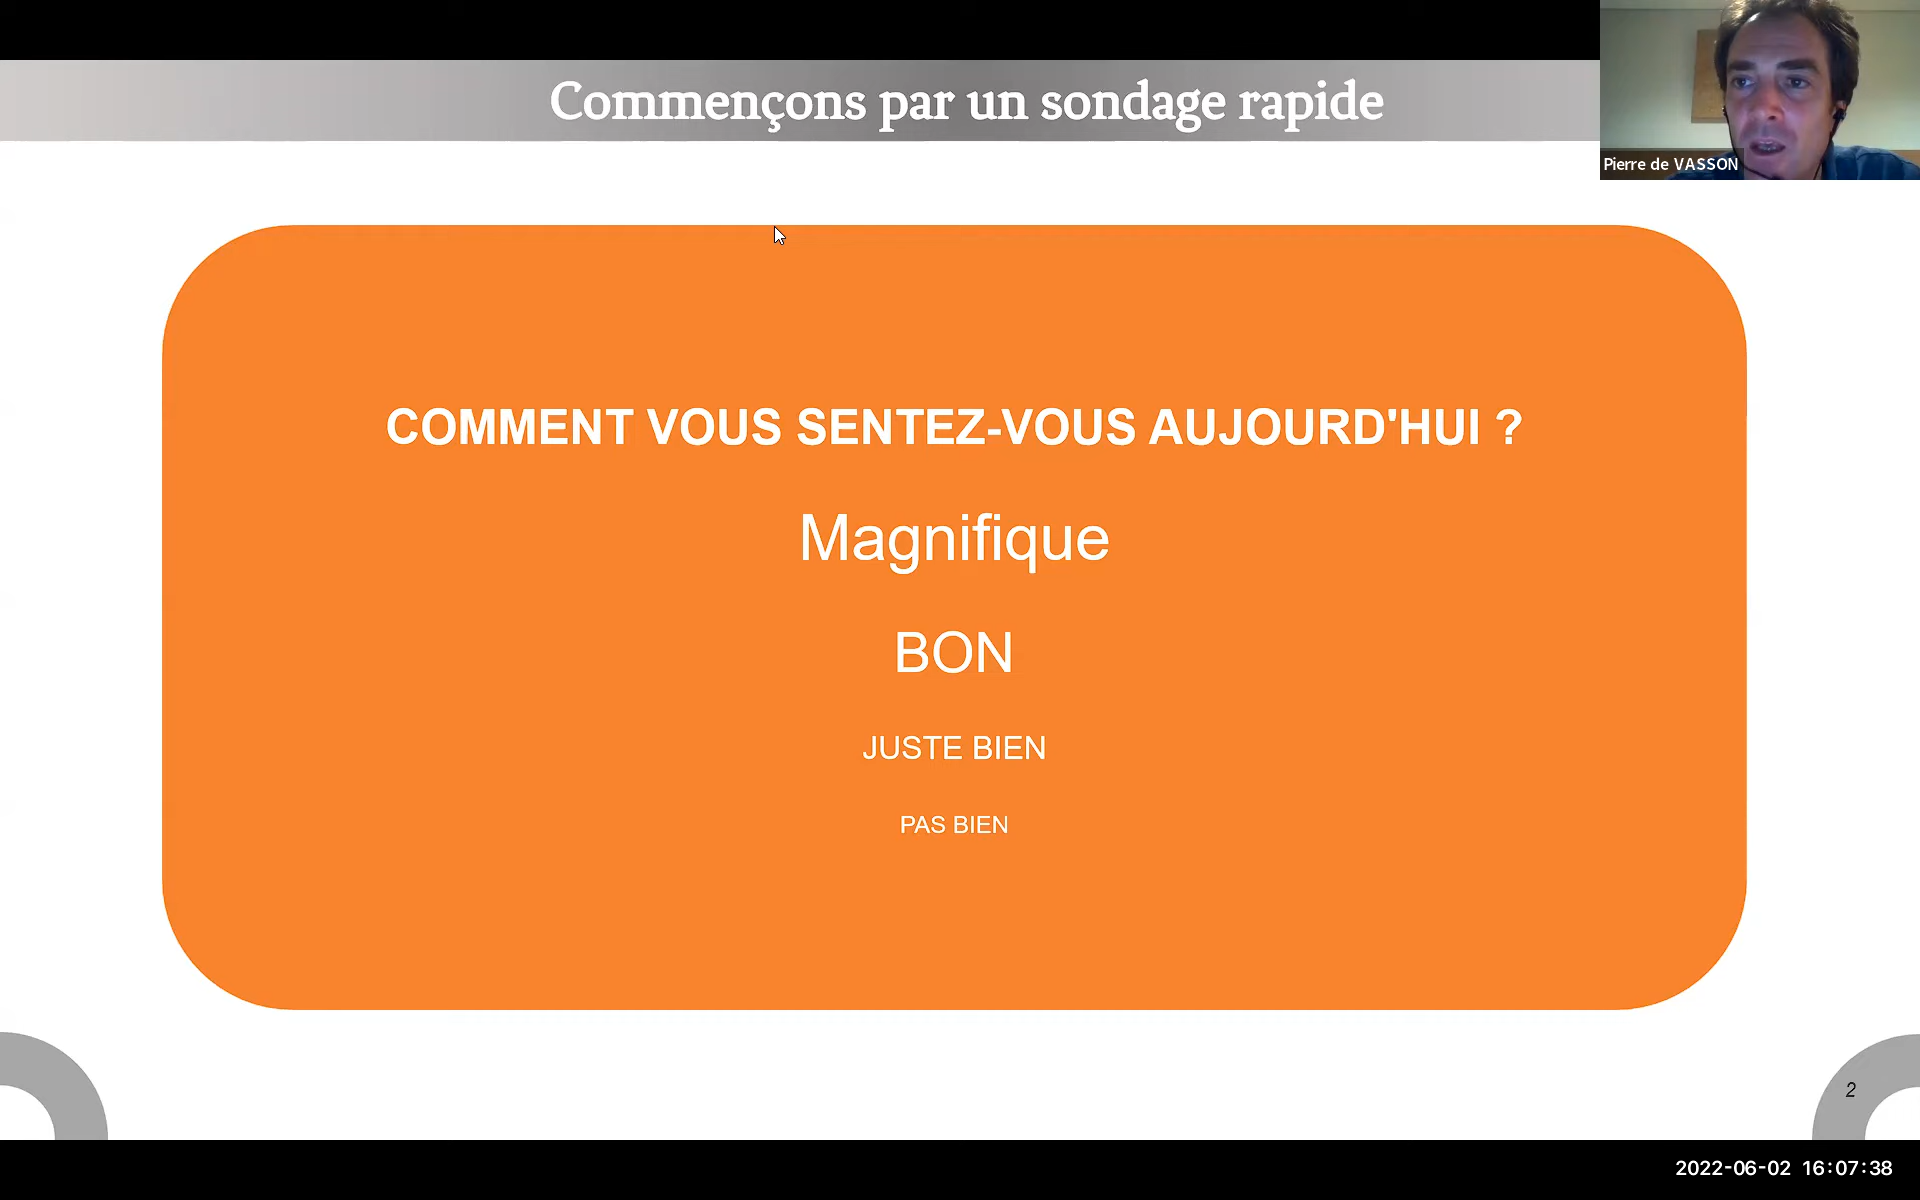 Commençons par un sondage rapide
Pierre de VASSON
COMMENT VOUS SENTEZ-VOUS AUJOURD'HUI ?
Magnifique
BON
JUSTE BIEN
PAS BIEN
2
2022-06-02 16:07:38